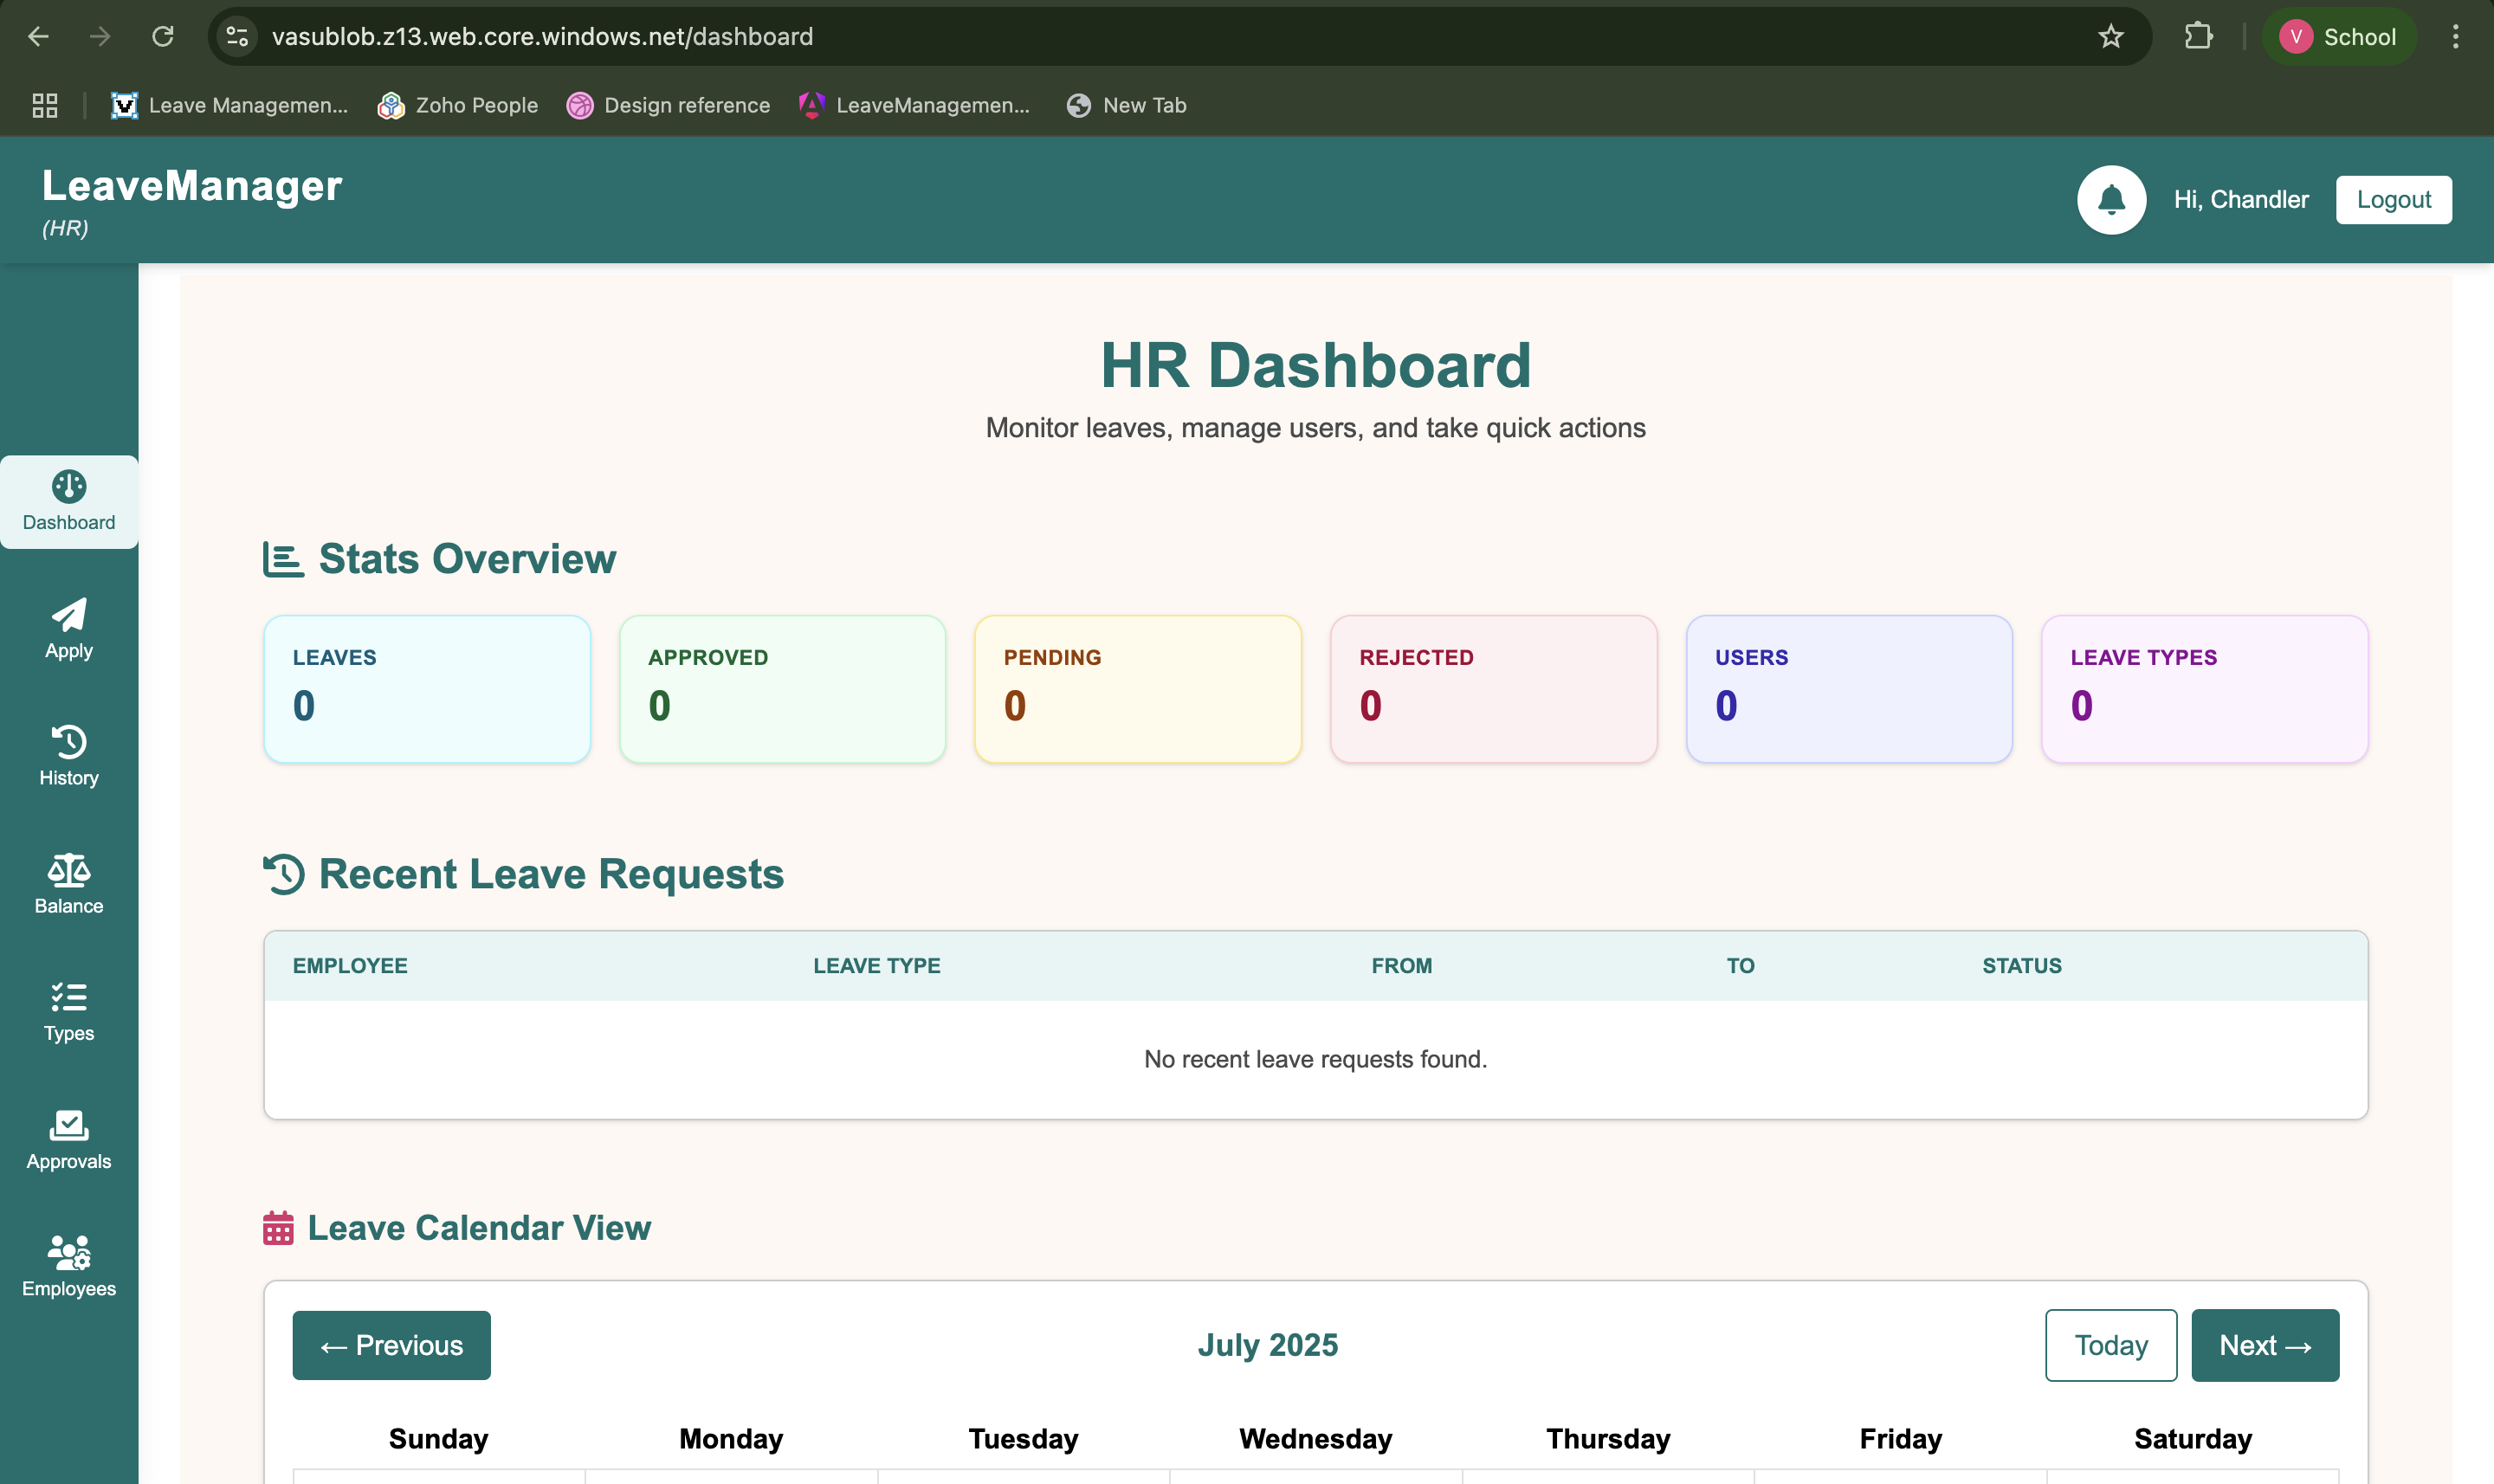 vasublob.z13.web.core.windows.net/dashboard
V School
Leave Managemen...
Zoho People
Design reference
LeaveManagemen...
New Tab
LeaveManager
(HR)
Hi, Chandler
Logout
Dashboard
Apply
History
Balance
Types
Approvals
Employees
HR Dashboard
Monitor leaves, manage users, and take quick actions
Stats Overview
LEAVES
0
APPROVED
0
PENDING
0
REJECTED
0
USERS
0
LEAVE TYPES
0
Recent Leave Requests
EMPLOYEE LEAVE TYPE FROM TO STATUS
No recent leave requests found.
Leave Calendar View
← Previous
July 2025
Today
Next →
Sunday Monday Tuesday Wednesday Thursday Friday Saturday